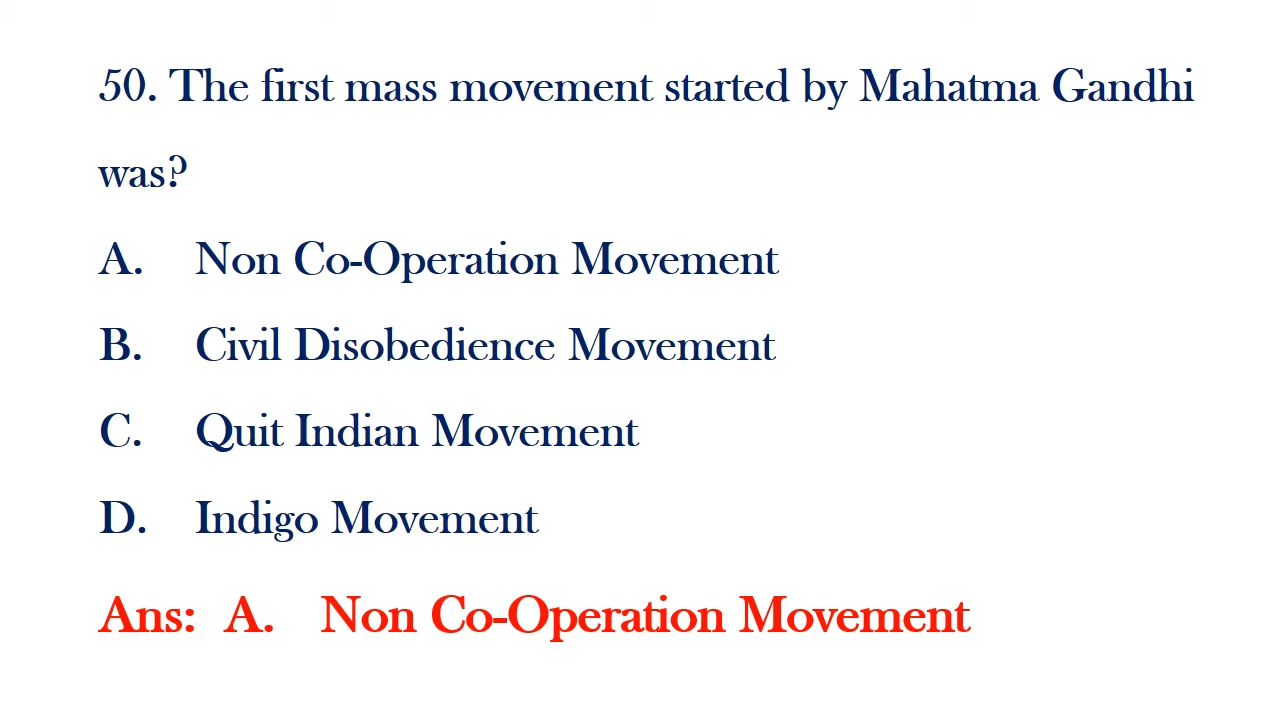 50. The first mass movement started by Mahatma Gandhi
was?
A. Non Co-Operation Movement
B. Civil Disobedience Movement
C. Quit Indian Movement
D. Indigo Movement
Ans: A. Non Co-Operation Movement